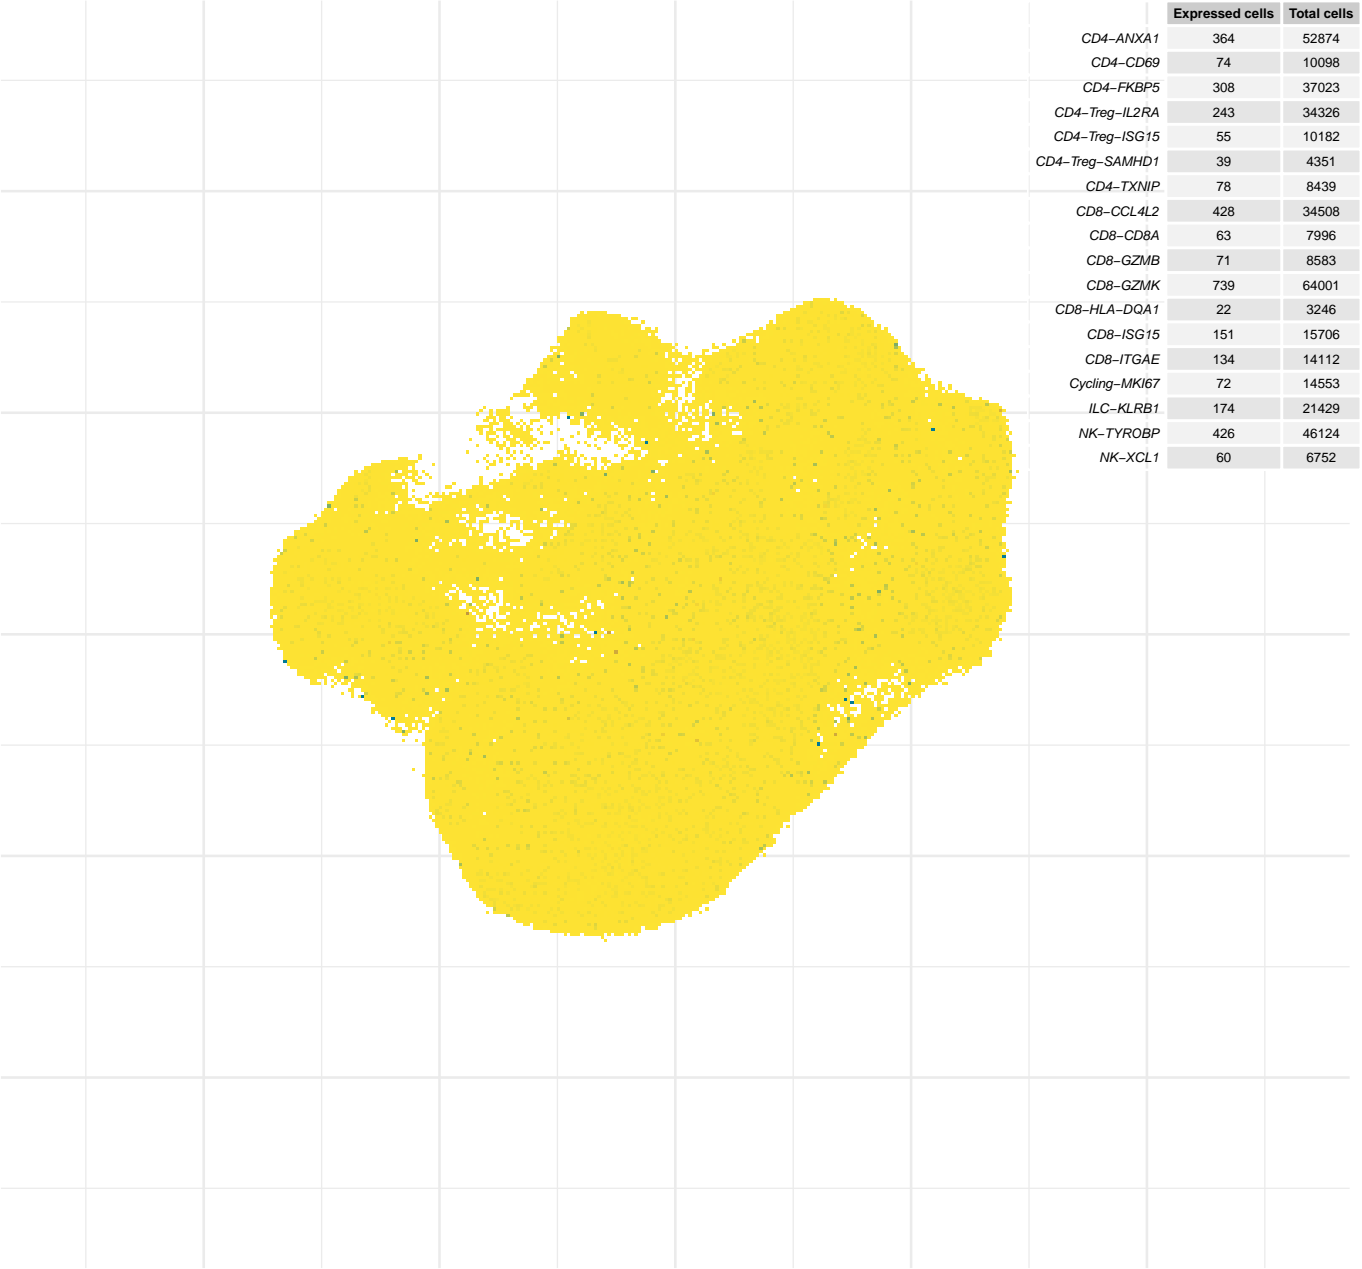 Expressed cells Total cells
CD4−ANXA1 364 52874
CD4−CD69 74 10098
CD4−FKBP5 308 37023
CD4−Treg−IL2RA 243 34326
CD4−Treg−ISG15 55 10182
CD4−Treg−SAMHD1 39 4351
CD4−TXNIP 78 8439
CD8−CCL4L2 428 34508
CD8−CD8A 63 7996
CD8−GZMB 71 8583
CD8−GZMK 739 64001
CD8−HLA−DQA1 22 3246
CD8−ISG15 151 15706
CD8−ITGAE 134 14112
Cycling−MKI67 72 14553
ILC−KLRB1 174 21429
NK−TYROBP 426 46124
NK−XCL1 60 6752